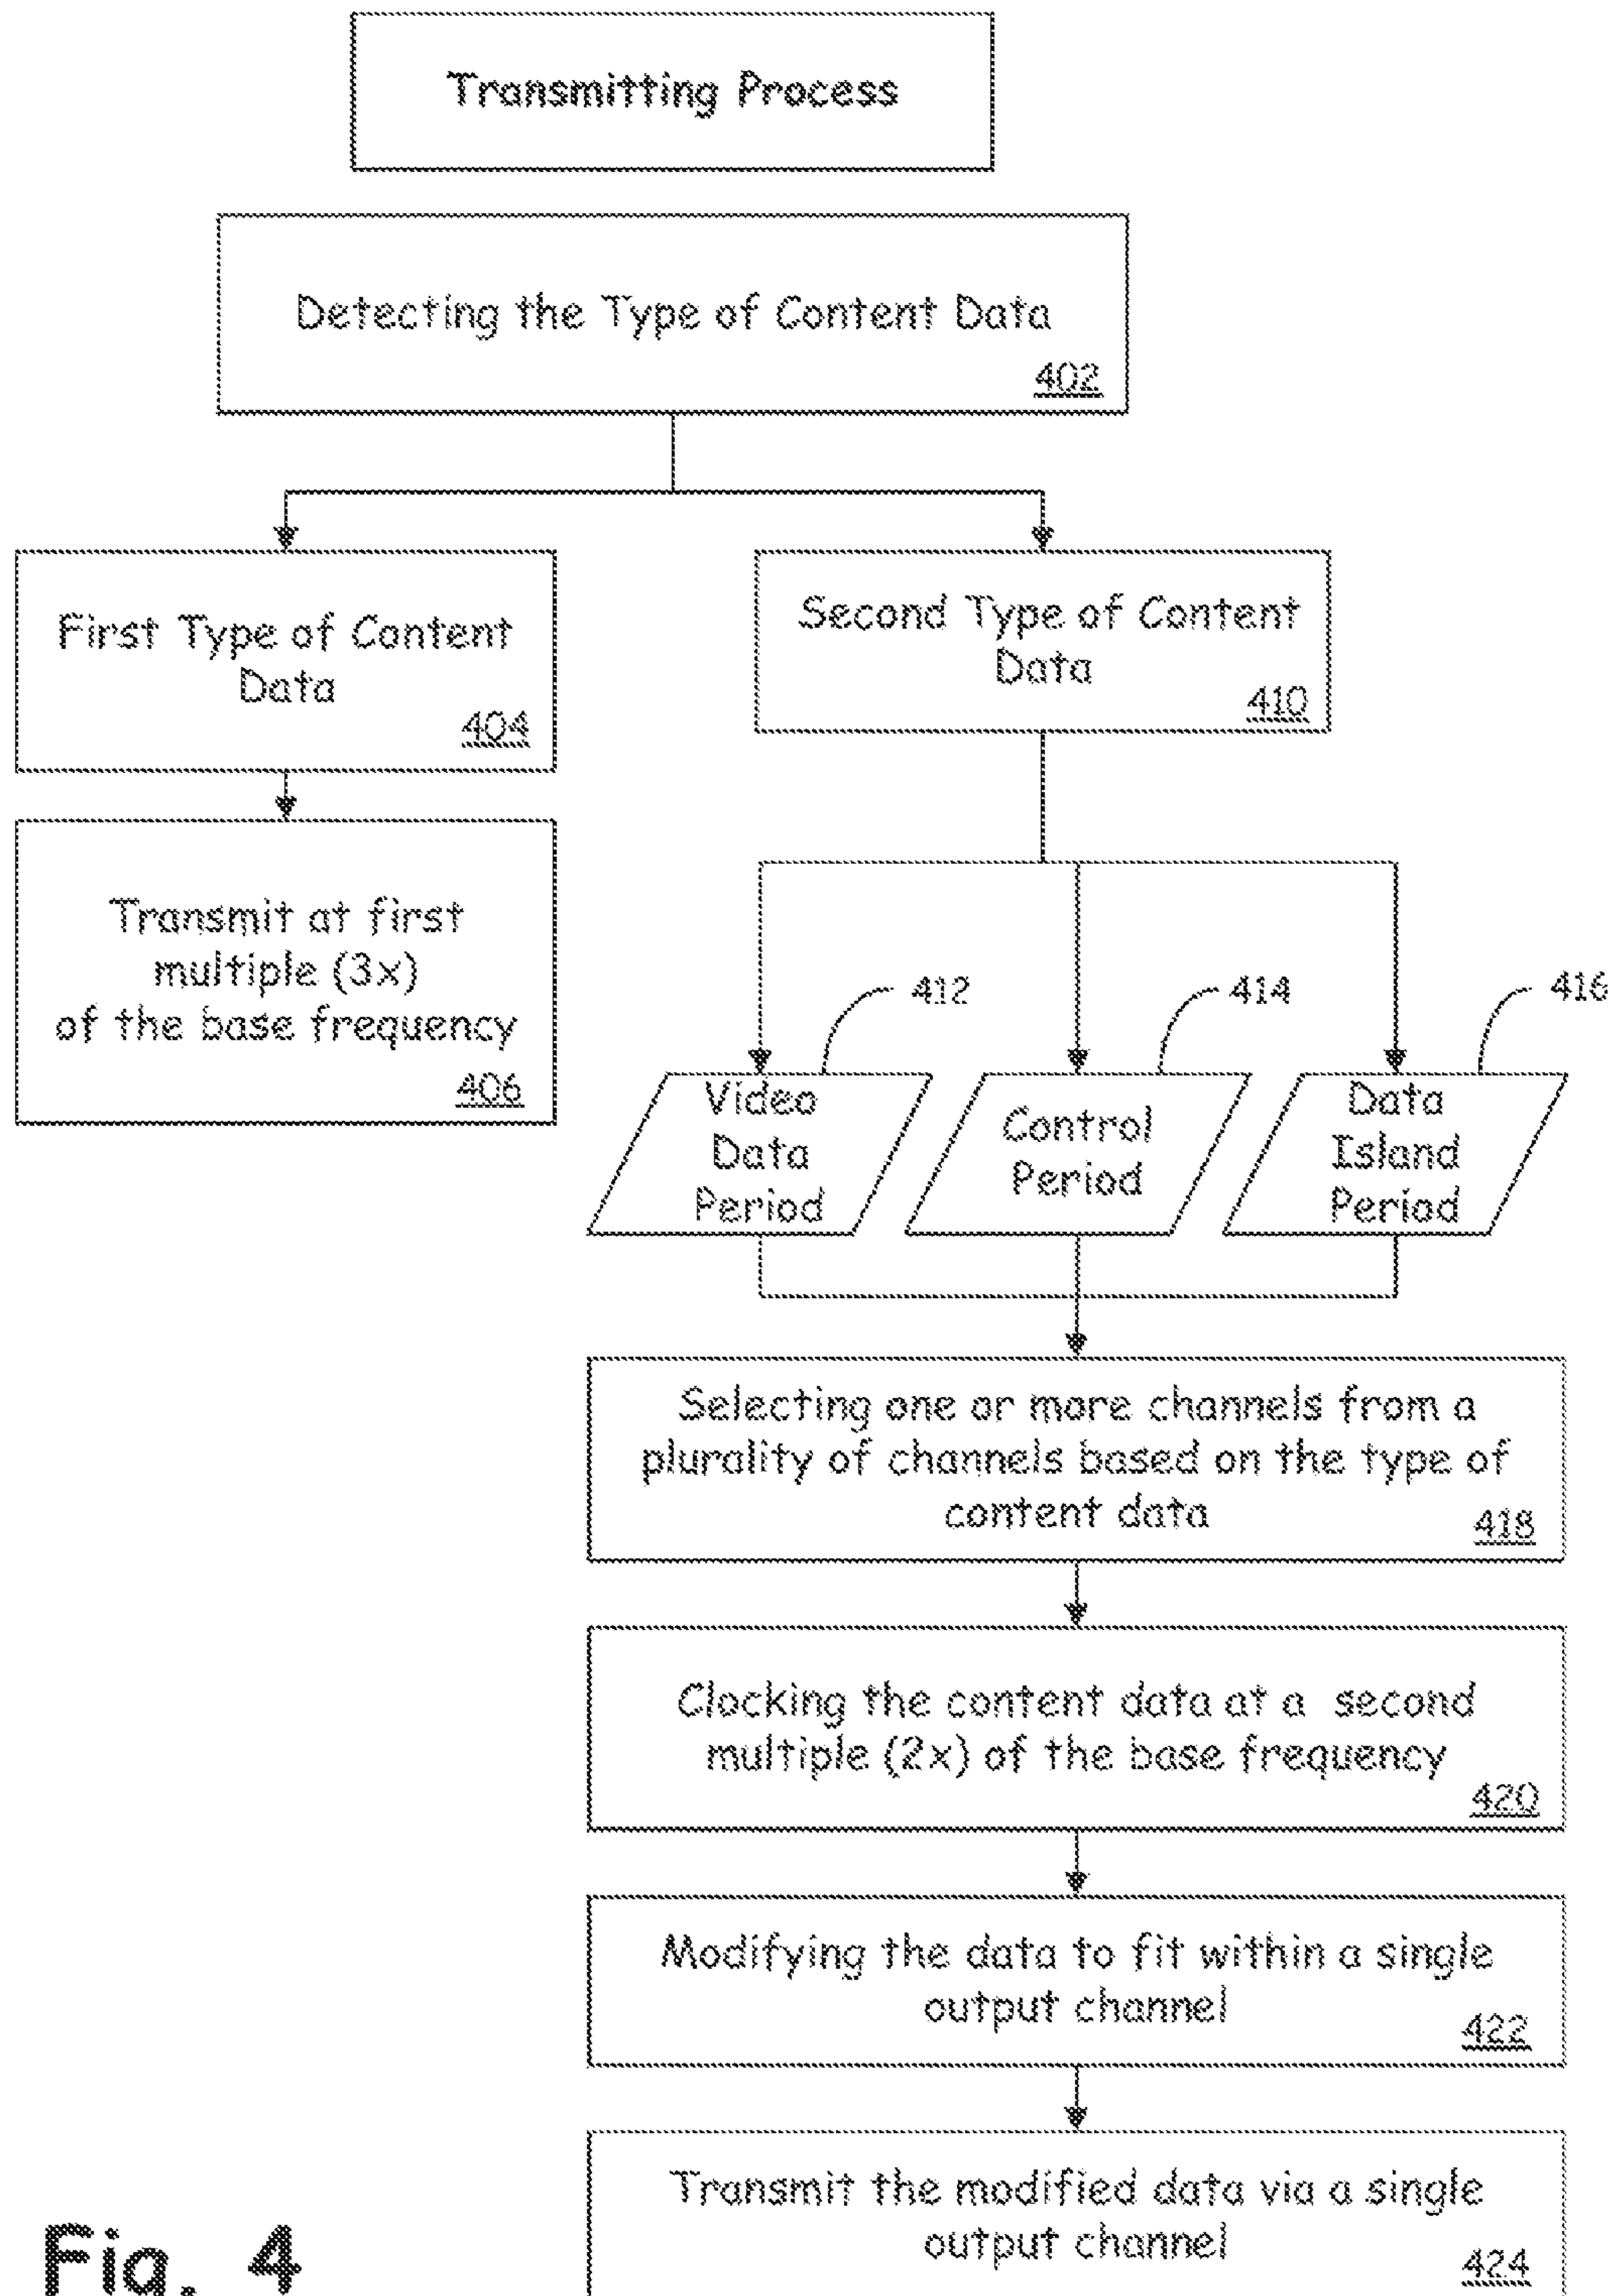 Transmitting Process
Detecting the Type of Content Data
402
First Type of Content
Data
404
Second Type of Content
Data
410
Transmit at first
multiple (3x)
of the base frequency
406
412
414
416
Video
Data
Period
Control
Period
Data
Island
Period
Selecting one or more channels from a
plurality of channels based on the type of
content data
418
Clocking the content data at a second
multiple (2x) of the base frequency
420
Modifying the data to fit within a single
output channel
422
Transmit the modified data via a single
output channel
424
Fig. 4